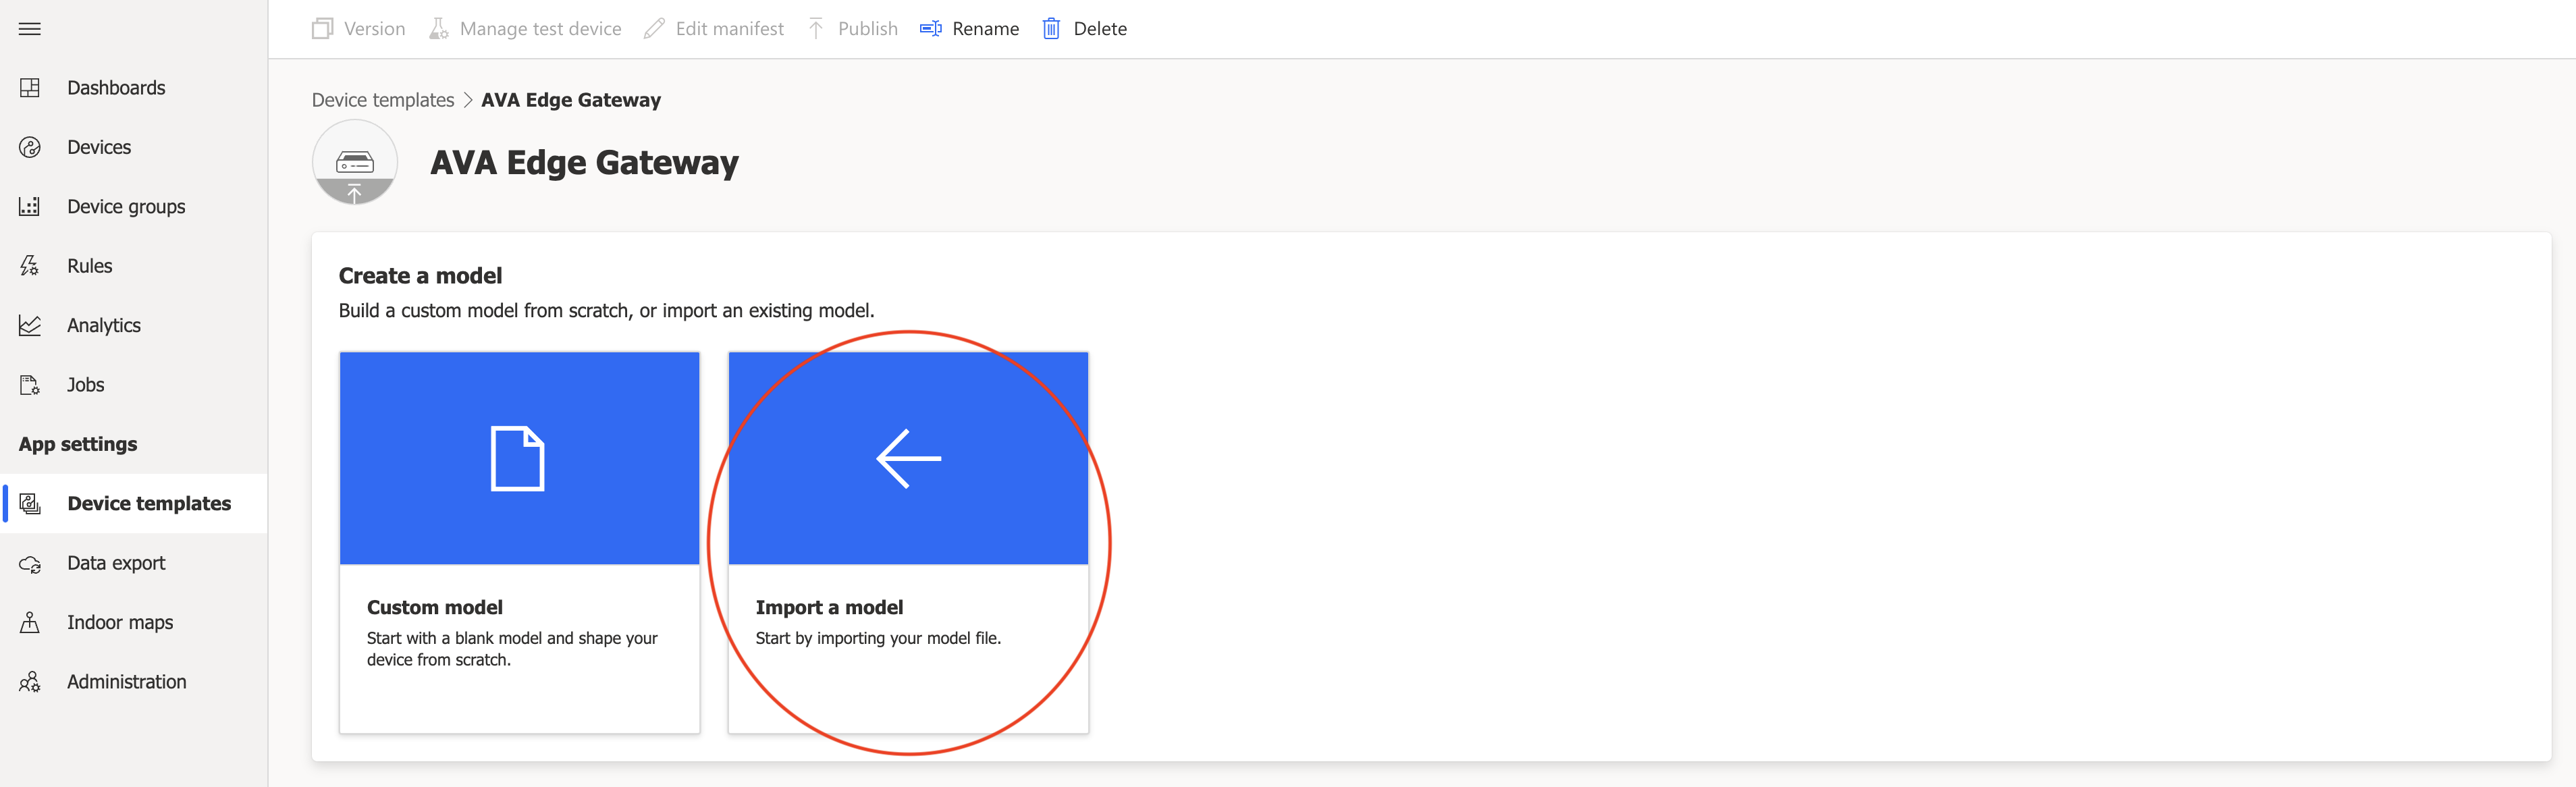 Version Manage test device Edit manifest Publish Rename Delete
Dashboards
Devices
Device groups
Rules
Analytics
Jobs
App settings
Device templates
Data export
Indoor maps
Administration
Device templates > AVA Edge Gateway
AVA Edge Gateway
Create a model
Build a custom model from scratch, or import an existing model.
Custom model
Start with a blank model and shape your
device from scratch.
Import a model
Start by importing your model file.